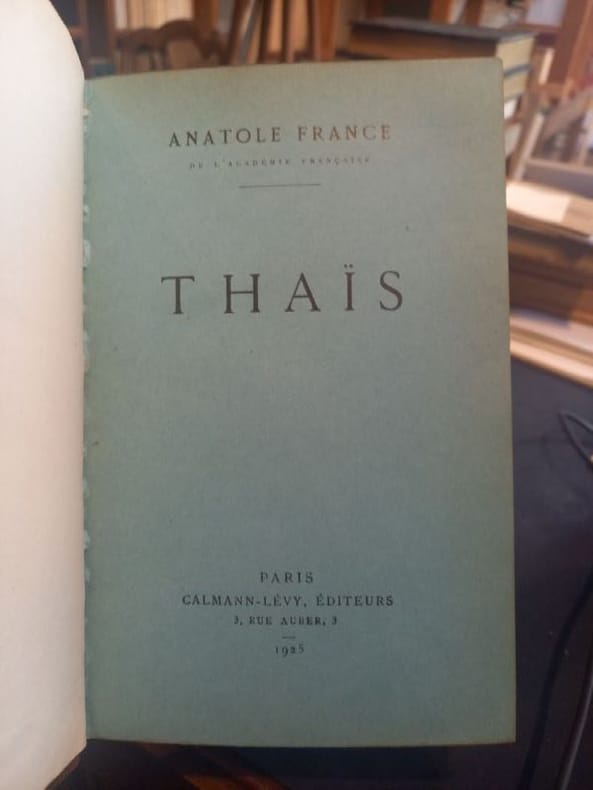 ANATOLE FRANCE
DE L'ACADÉMIE FRANÇAISE
THAÏS
PARIS
CALMANN-LÉVY, ÉDITEURS
3, RUE AUBER, 3
1925